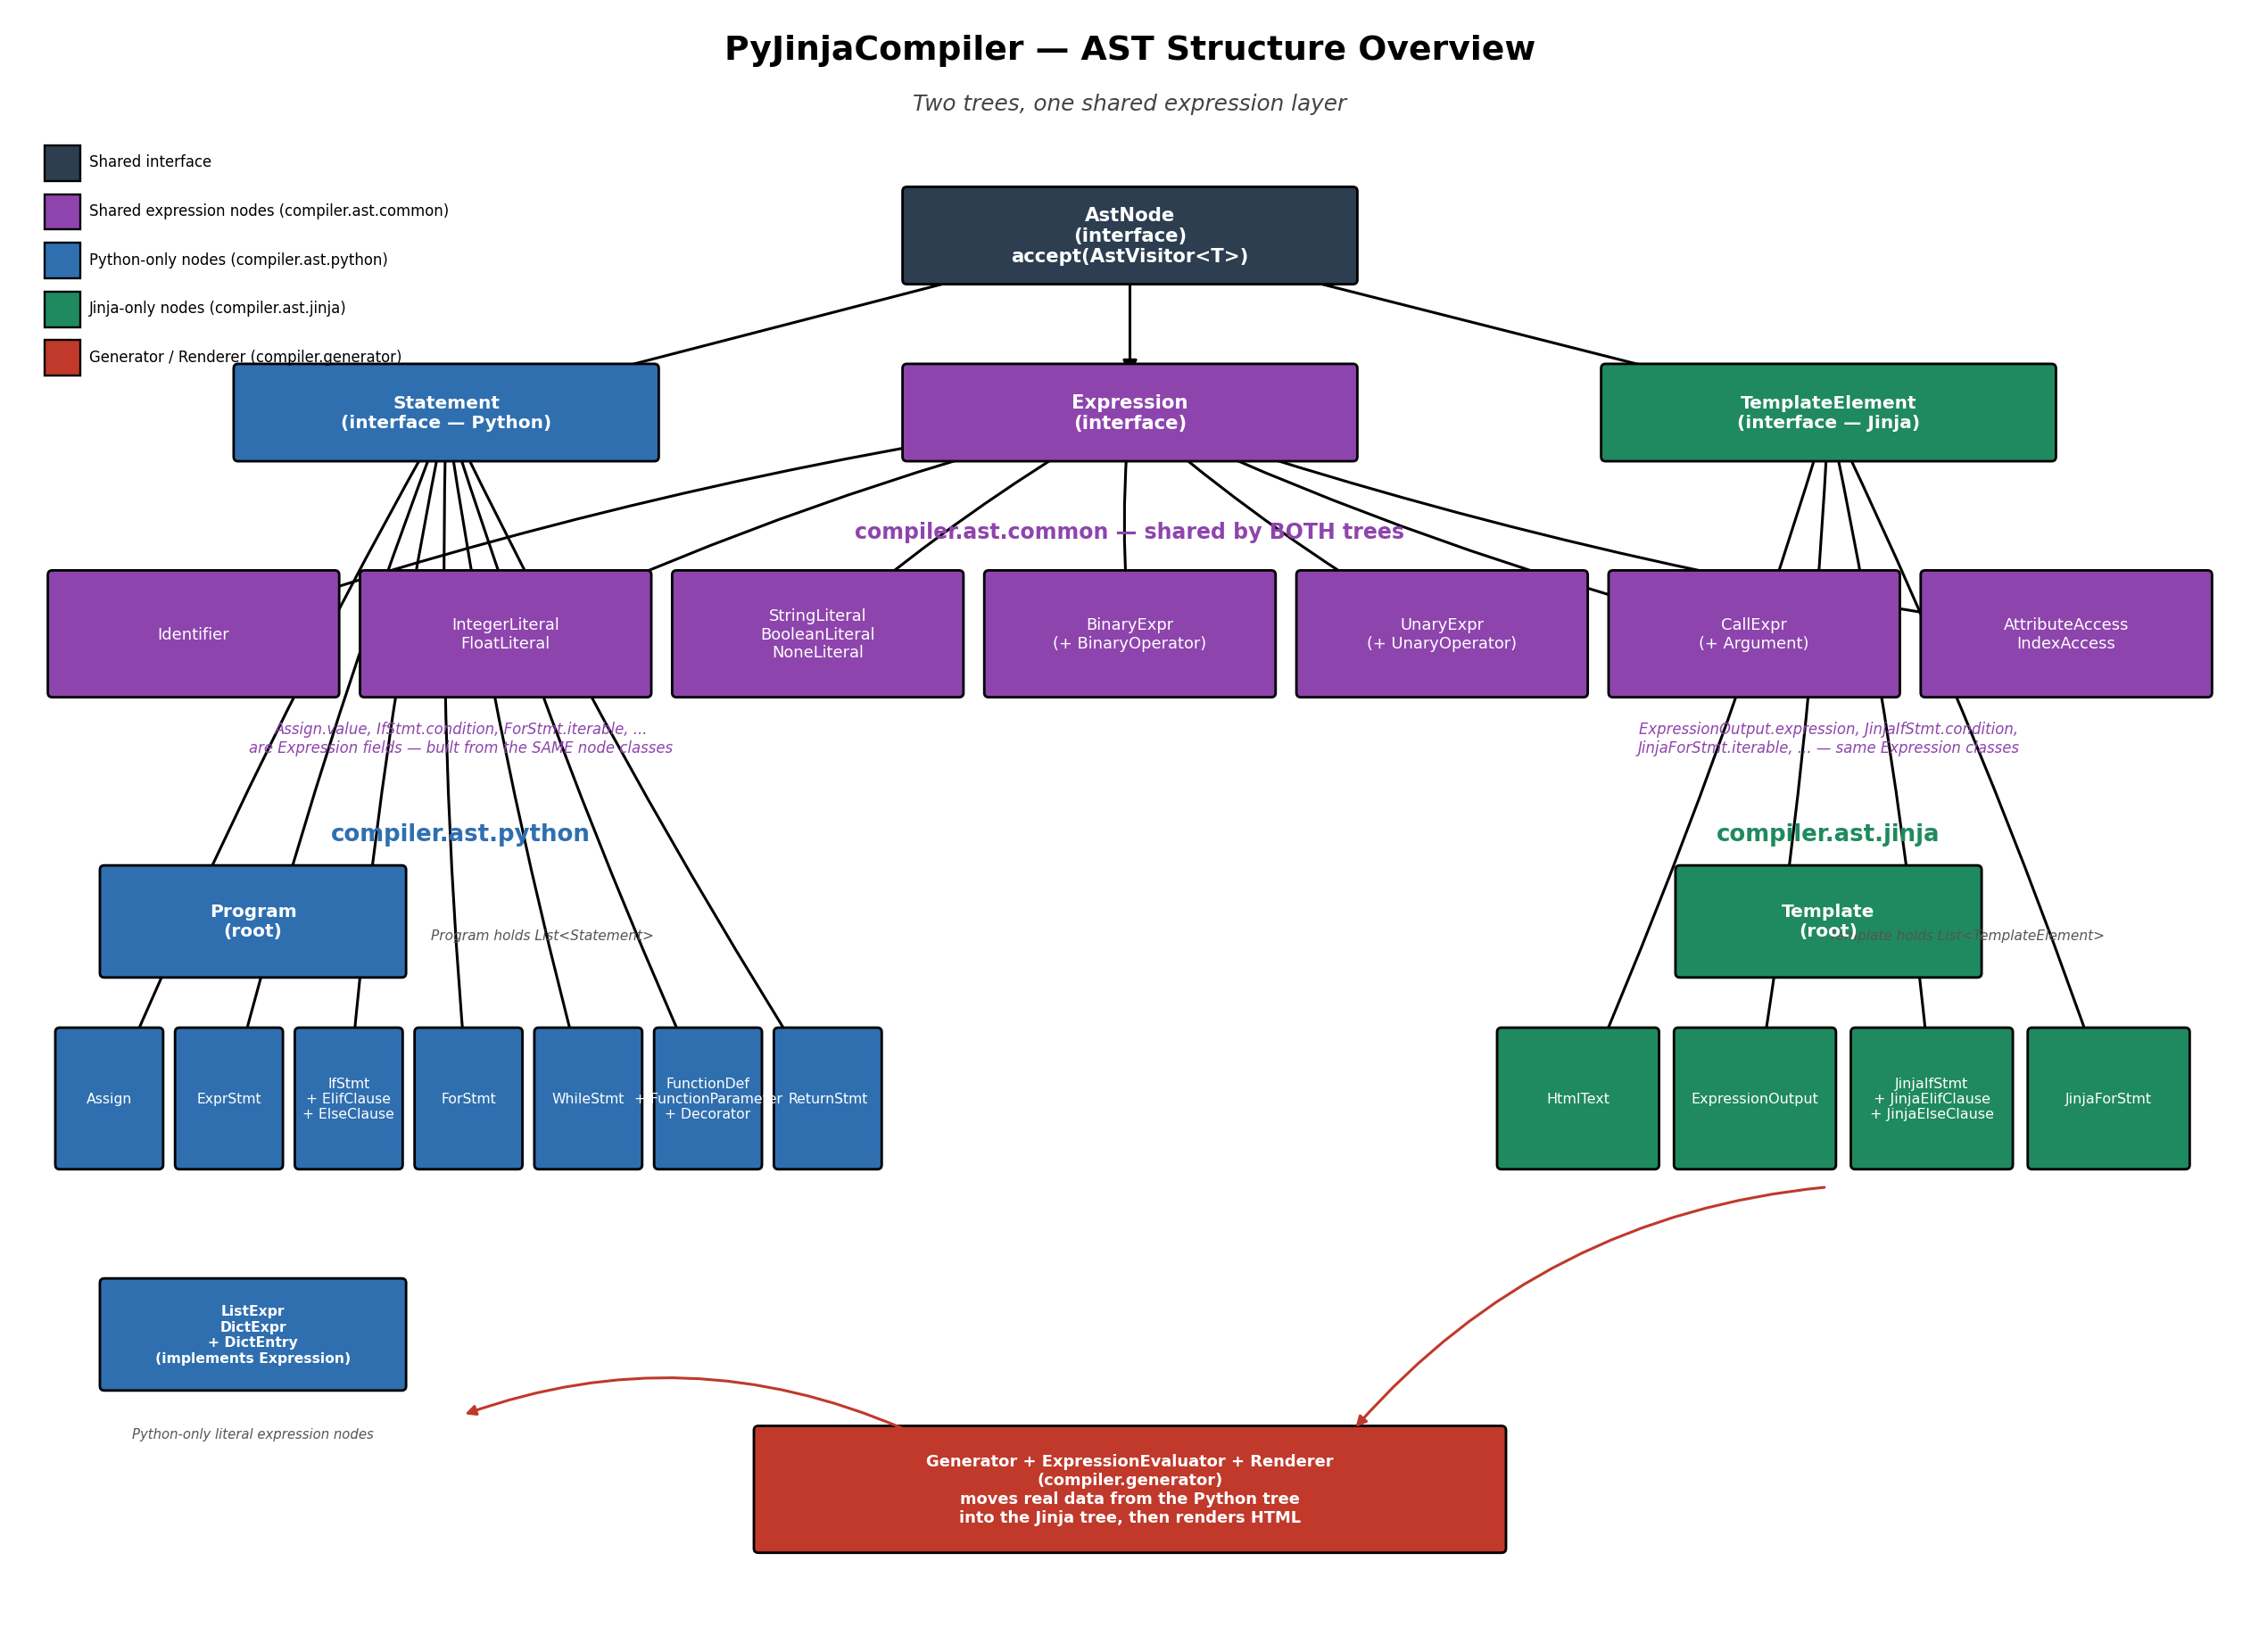 PyJinjaCompiler — AST Structure Overview
Two trees, one shared expression layer
Shared interface
Shared expression nodes (compiler.ast.common)
Python-only nodes (compiler.ast.python)
Jinja-only nodes (compiler.ast.jinja)
Generator / Renderer (compiler.generator)
AstNode
(interface)
accept(AstVisitor<T>)
Statement
(interface — Python)
Expression
(interface)
TemplateElement
(interface — Jinja)
compiler.ast.common — shared by BOTH trees
Identifier
IntegerLiteral
FloatLiteral
StringLiteral
BooleanLiteral
NoneLiteral
BinaryExpr
(+ BinaryOperator)
UnaryExpr
(+ UnaryOperator)
CallExpr
(+ Argument)
AttributeAccess
IndexAccess
Assign.value, IfStmt.condition, ForStmt.iterable, ...
are Expression fields — built from the SAME node classes
ExpressionOutput.expression, JinjaIfStmt.condition,
JinjaForStmt.iterable, ... — same Expression classes
compiler.ast.python
compiler.ast.jinja
Program
(root)
Program holds List<Statement>
Template
(root)
Template holds List<TemplateElement>
Assign
ExprStmt
IfStmt
+ ElifClause
+ ElseClause
ForStmt
WhileStmt
FunctionDef
+ FunctionParameter
+ Decorator
ReturnStmt
HtmlText
ExpressionOutput
JinjaIfStmt
+ JinjaElifClause
+ JinjaElseClause
JinjaForStmt
ListExpr
DictExpr
+ DictEntry
(implements Expression)
Python-only literal expression nodes
Generator + ExpressionEvaluator + Renderer
(compiler.generator)
moves real data from the Python tree
into the Jinja tree, then renders HTML